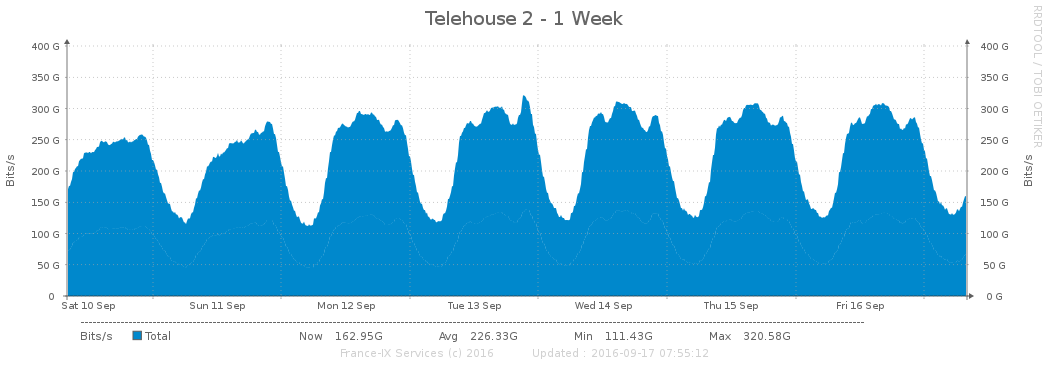 Telehouse 2 - 1 Week
RRDTOOL / TOBI OETIKER
400 G 400 G
350 G 350 G
300 G 300 G
250 G 250 G
200 G 200 G
150 G 150 G
100 G 100 G
50 G 50 G
0 0 G
Bits/s Bits/s
Sat 10 Sep Sun 11 Sep Mon 12 Sep Tue 13 Sep Wed 14 Sep Thu 15 Sep Fri 16 Sep
Bits/s Total Now 162.95G Avg 226.33G Min 111.43G Max 320.58G
France-IX Services (c) 2016 Updated : 2016-09-17 07:55:12